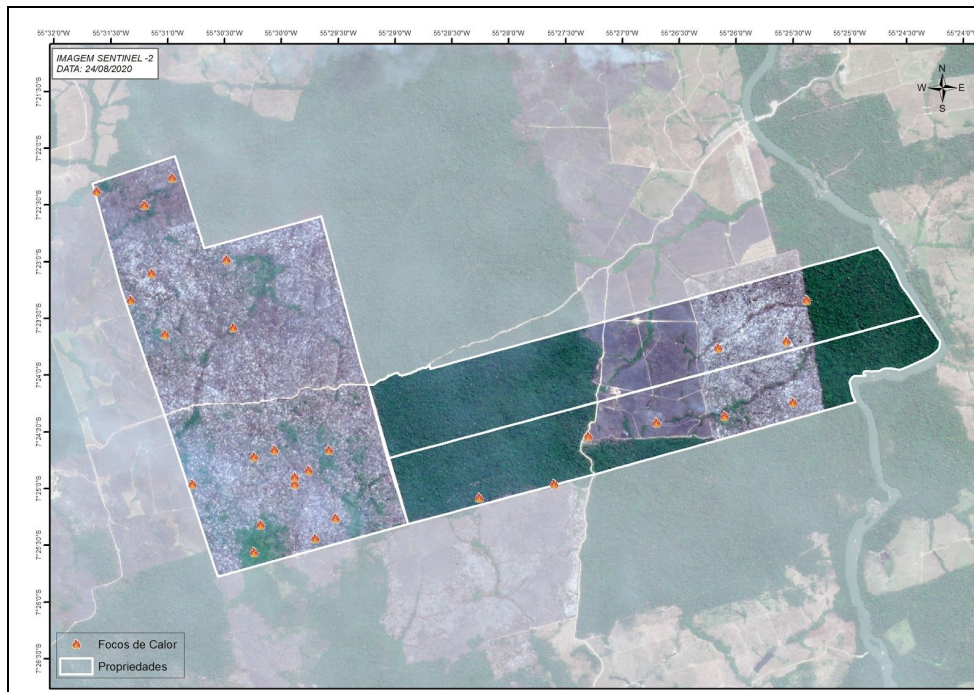 55°32'0"W 55°31'30"W 55°31'0"W 55°30'30"W 55°30'0"W 55°29'30"W 55°29'0"W 55°28'30"W 55°28'0"W 55°27'30"W 55°27'0"W 55°26'30"W 55°26'0"W 55°25'30"W 55°25'0"W 55°24'30"W 55°24'0"W
IMAGEM SENTINEL -2
DATA: 24/08/2020
N
W E
S
7°21'30"S
7°22'0"S
7°22'30"S
7°23'0"S
7°23'30"S
7°24'0"S
7°24'30"S
7°25'0"S
7°25'30"S
7°26'0"S
7°26'30"S
Focos de Calor
Propriedades